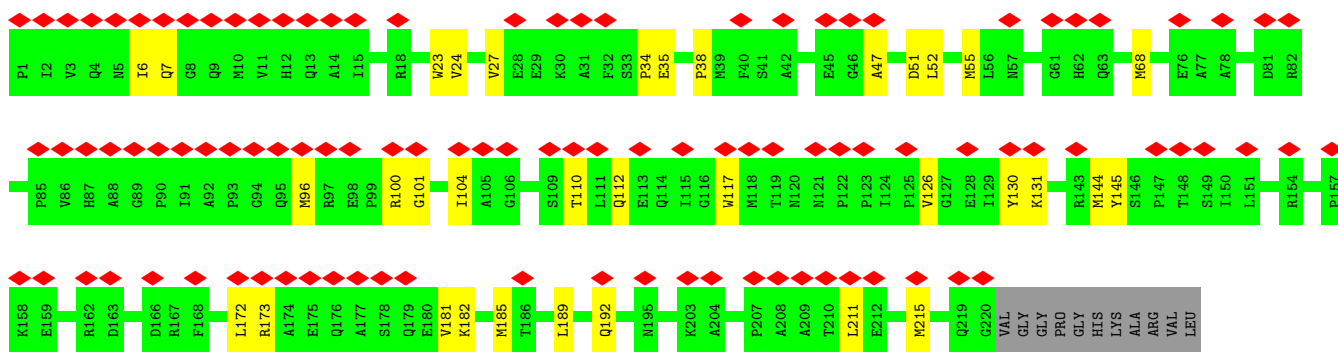 P1 I2 V3 Q4 N5 I6 Q7 G8 Q9 M10 V11 H12 Q13 A14 I15 R18 W23 V24 V27 E28 E29 K30 A31 F32 S33 P34 E35 P38 M39 F40 S41 A42 E45 G46 A47 D51 L52 M55 L56 N57 G61 H62 Q63 M68 E76 A77 A78 D81 R82
P85 V86 H87 A88 G89 P90 I91 A92 P93 G94 Q95 M96 R97 E98 P99 R100 G101 I104 A105 G106 S109 T110 L111 Q112 E113 Q114 I115 G116 W117 M118 T119 N120 N121 P122 P123 I124 P125 V126 G127 E128 I129 Y130 K131 R143 M144 Y145 S146 P147 T148 S149 I150 L151 R154 P157
K158 E159 R162 D163 D166 R167 F168 L172 R173 A174 E175 Q176 A177 S178 Q179 E180 V181 K182 M185 T186 L189 Q192 N195 K203 A204 P207 A208 A209 T210 L211 E212 M215 Q219 G220 VAL GLY GLY PRO GLY HIS LYS ALA ARG VAL LEU